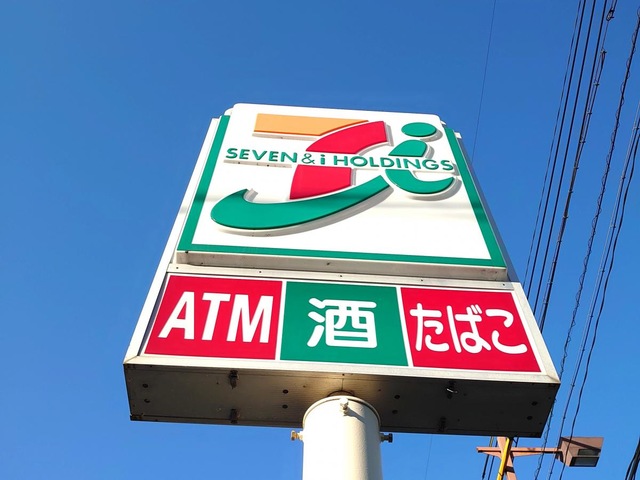 SEVEN & i HOLDINGS
ATM 酒 たばこ